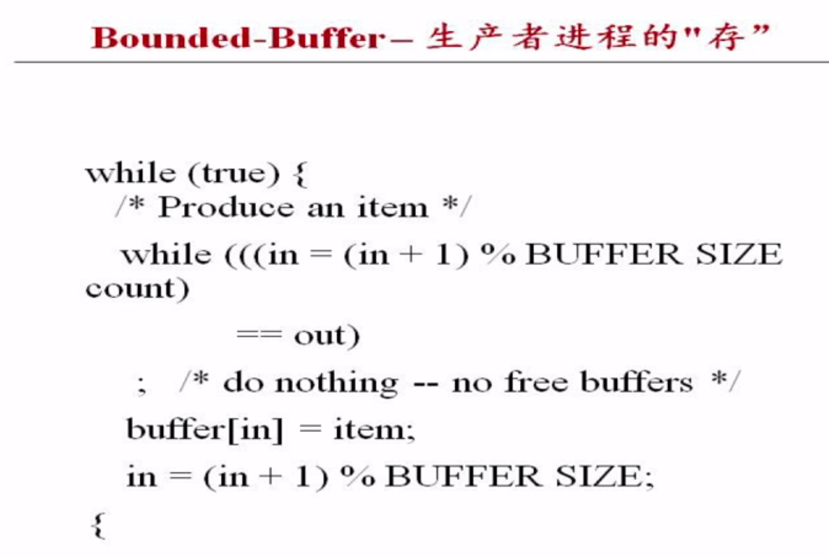 Bounded-Buffer– 生产者进程的"存”
while (true) {
/* Produce an item */
while (((in = (in + 1) % BUFFER SIZE
count)
== out)
; /* do nothing -- no free buffers */
buffer[in] = item;
in = (in + 1) % BUFFER SIZE;
{